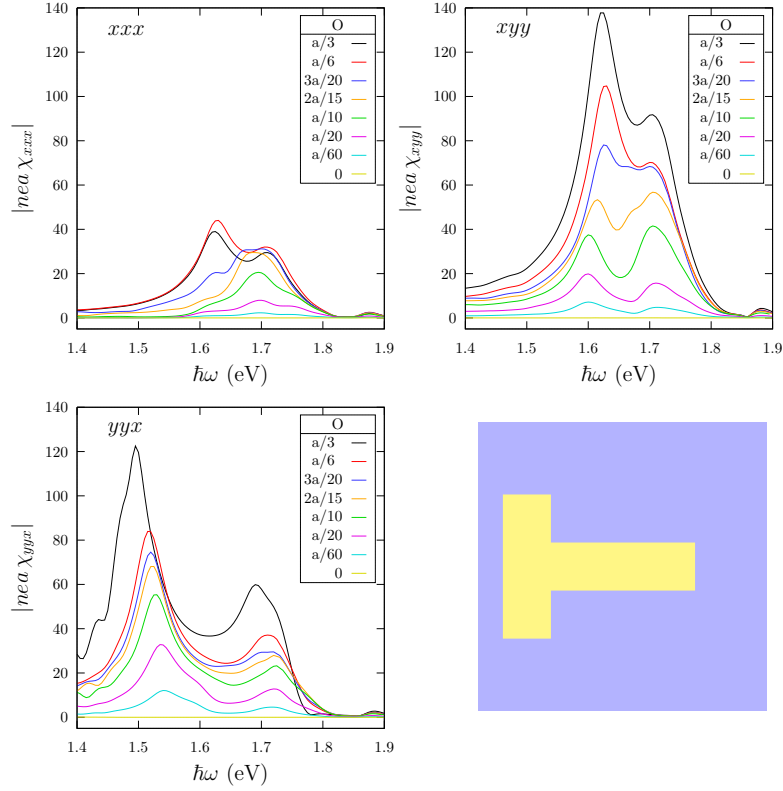 xxx
|nea χxxx|
140
120
100
80
60
40
20
0
O
a/3
a/6
3a/20
2a/15
a/10
a/20
a/60
0
1.4 1.5 1.6 1.7 1.8 1.9
ħω (eV)
xyy
|nea χxyy|
140
120
100
80
60
40
20
0
O
a/3
a/6
3a/20
2a/15
a/10
a/20
a/60
0
1.4 1.5 1.6 1.7 1.8 1.9
ħω (eV)
yyx
|nea χyyx|
140
120
100
80
60
40
20
0
O
a/3
a/6
3a/20
2a/15
a/10
a/20
a/60
0
1.4 1.5 1.6 1.7 1.8 1.9
ħω (eV)